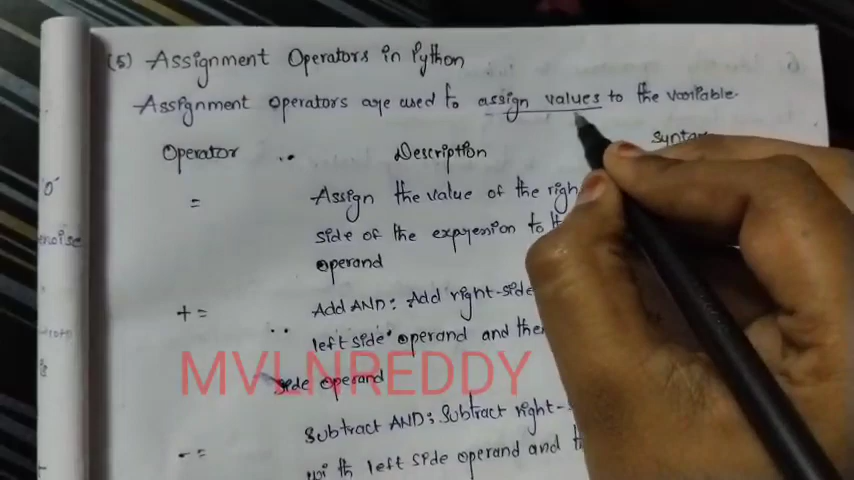 (5) Assignment Operators in Python
Assignment operators are used to assign values to the variable.
Operator Description Syntax
= Assign the value of the righ
side of the expression to th
operand
+= Add AND: Add right-side
left side operand and the
side operand
MVLNREDDY
Subtract AND: Subtract right-
-= with left side operand and t